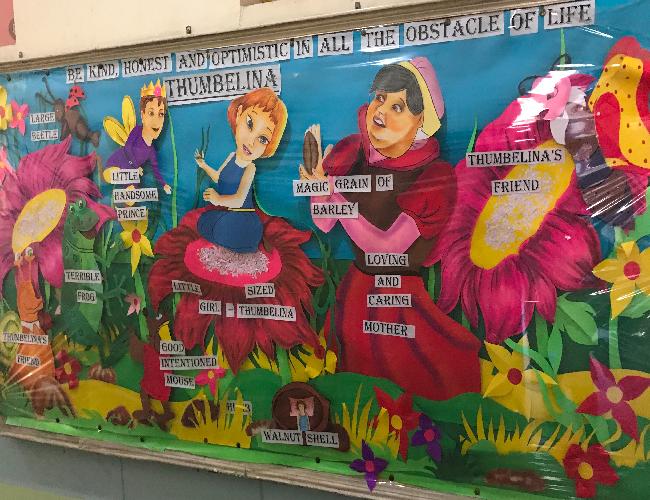 BE KIND, HONEST AND OPTIMISTIC IN ALL THE OBSTACLE OF LIFE
THUMBELINA
LARGE
BEETLE
LITTLE
HANDSOME
PRINCE
MAGIC GRAIN OF
BARLEY
THUMBELINA'S
FRIEND
TERRIBLE
FROG
LITTLE SIZED
GIRL - THUMBELINA
LOVING
AND
CARING
MOTHER
THUMBELINA'S
FRIEND
GOOD
INTENTIONED
MOUSE
WALNUT SHELL